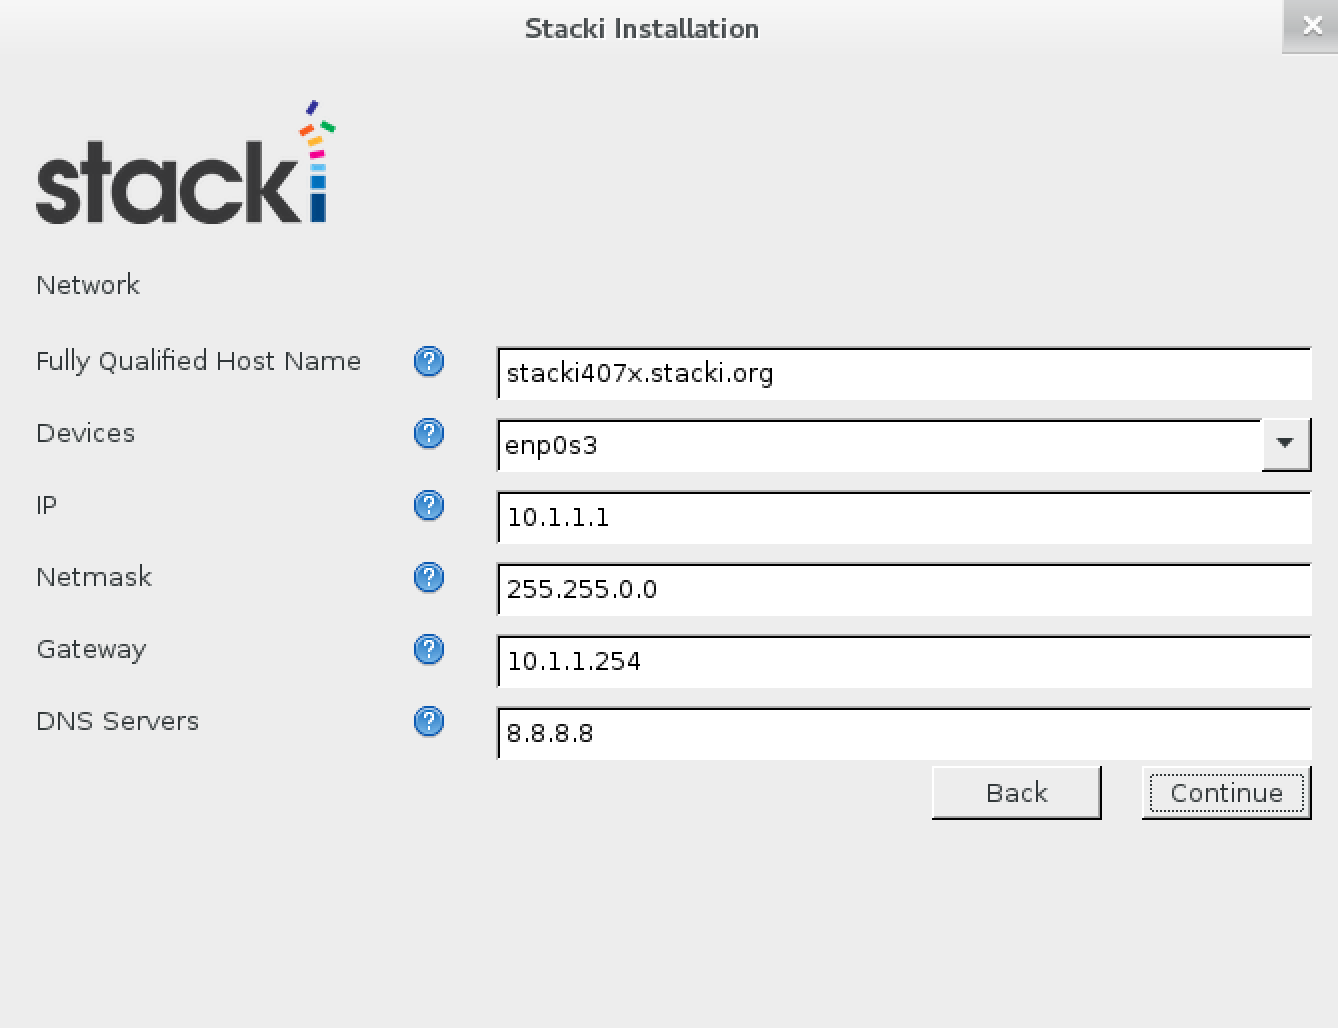 Stacki Installation
stacki
Network
Fully Qualified Host Name ? stacki407x.stacki.org
Devices ? enp0s3
IP ? 10.1.1.1
Netmask ? 255.255.0.0
Gateway ? 10.1.1.254
DNS Servers ? 8.8.8.8
Back Continue